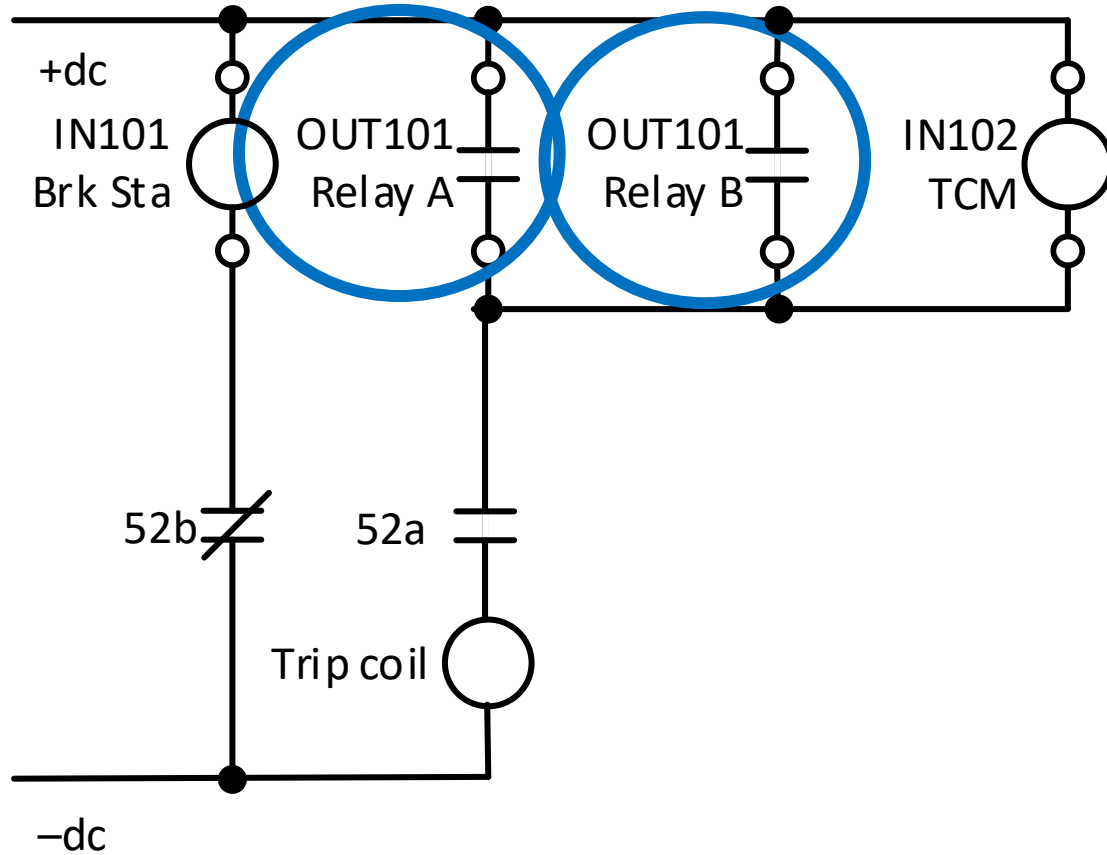 +dc
IN101
Brk Sta
OUT101
Relay A
OUT101
Relay B
IN102
TCM
52b
52a
Trip coil
–dc